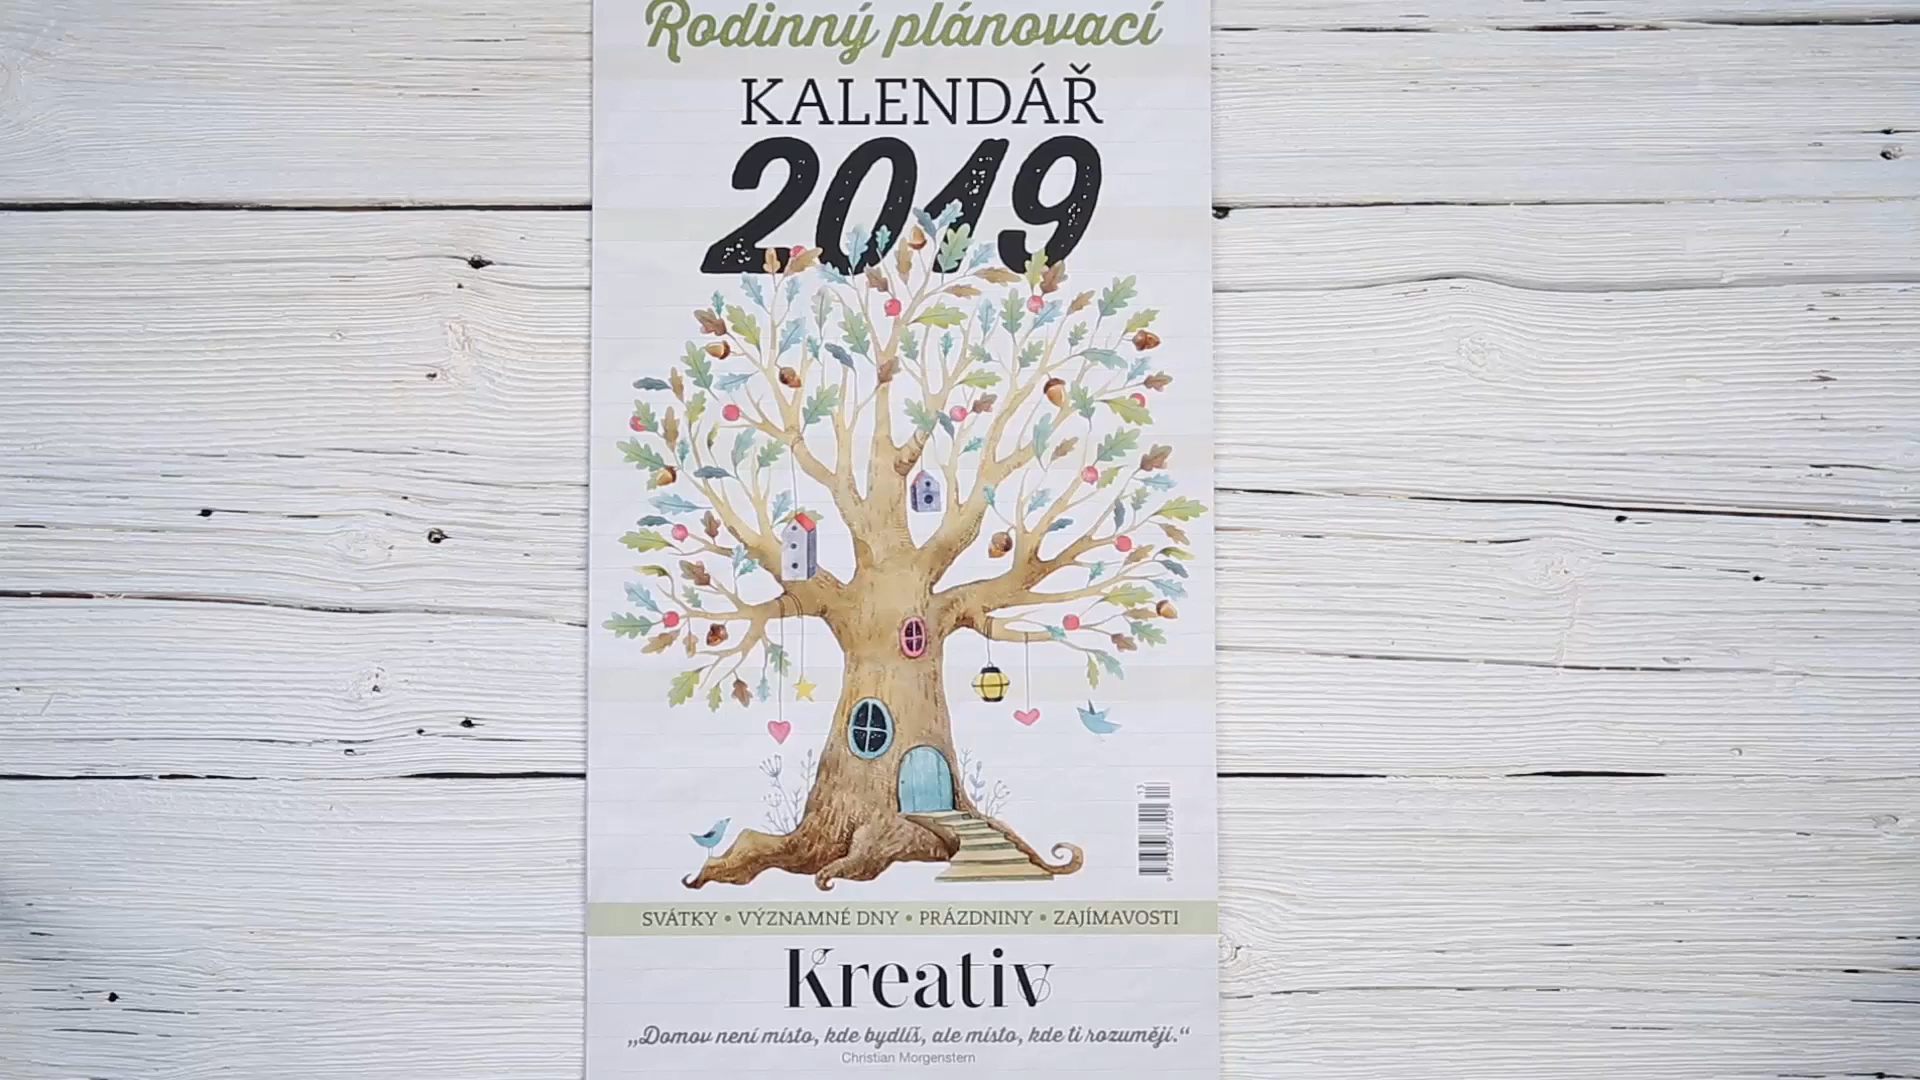 Rodinný plánovací
KALENDÁŘ
2019
13
SVÁTKY • VÝZNAMNÉ DNY • PRÁZDNINY • ZAJÍMAVOSTI
Kreativ
„Domov není místo, kde bydlíš, ale místo, kde ti rozumějí.“
Christian Morgenstern